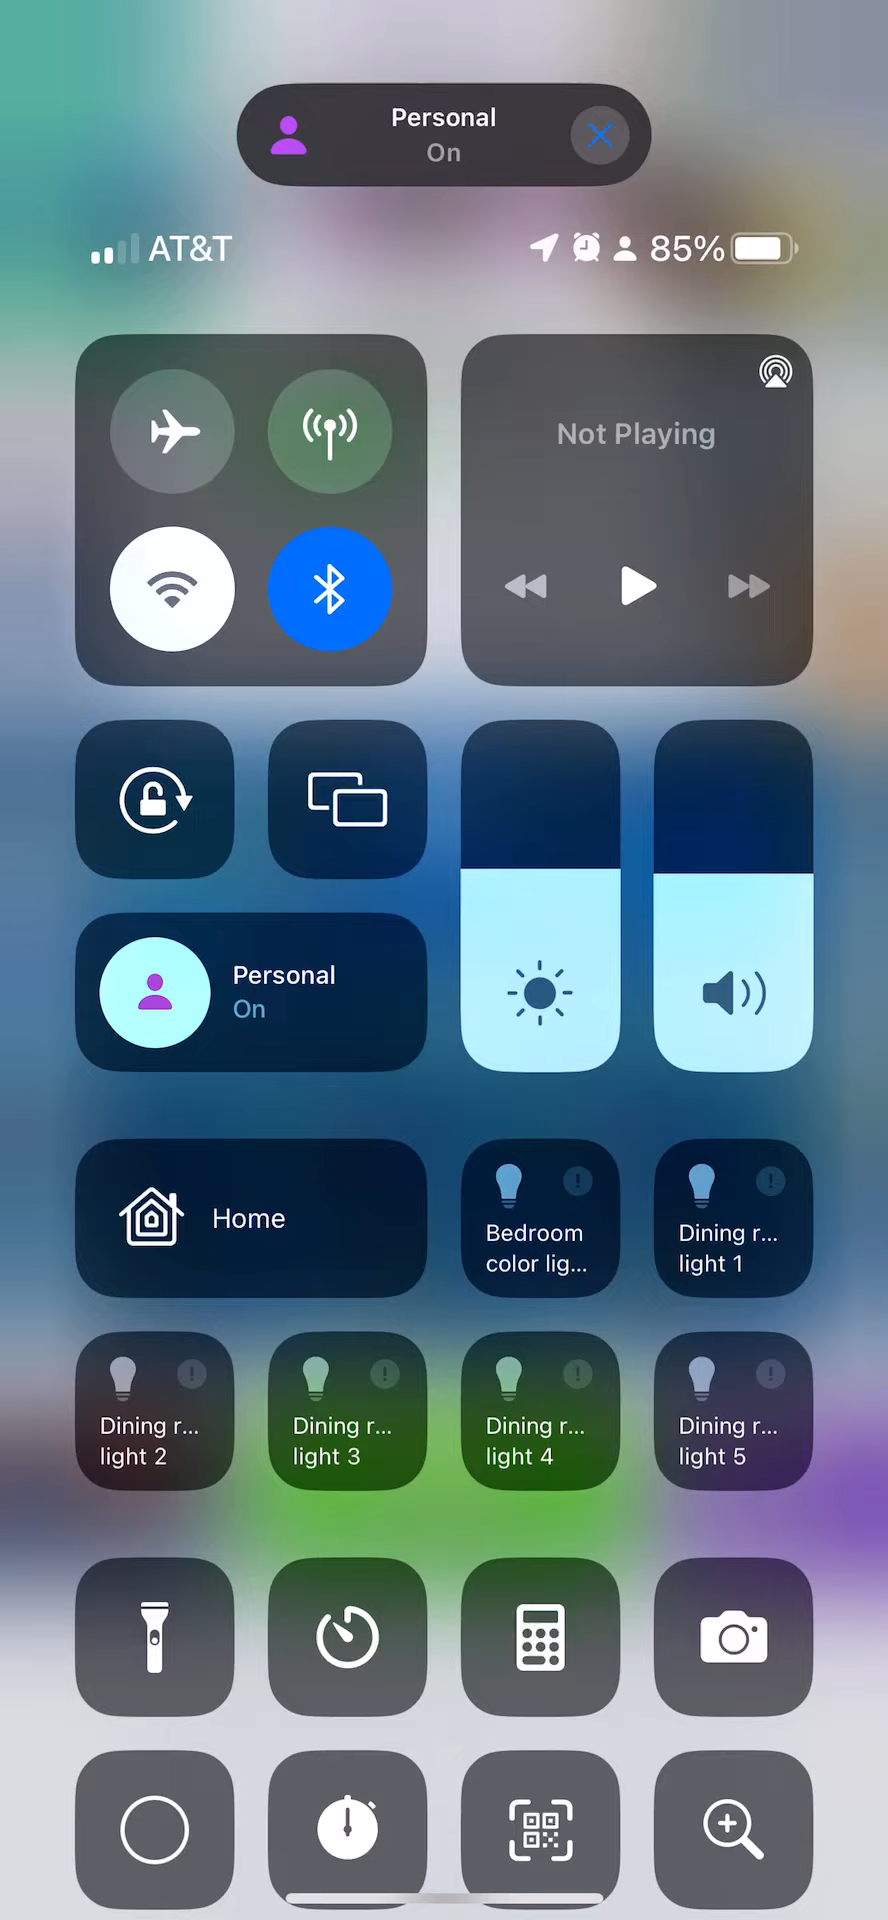 Personal
On
AT&T
85%
Not Playing
Personal
On
Home
Bedroom
color lig...
Dining r...
light 1
Dining r...
light 2
Dining r...
light 3
Dining r...
light 4
Dining r...
light 5